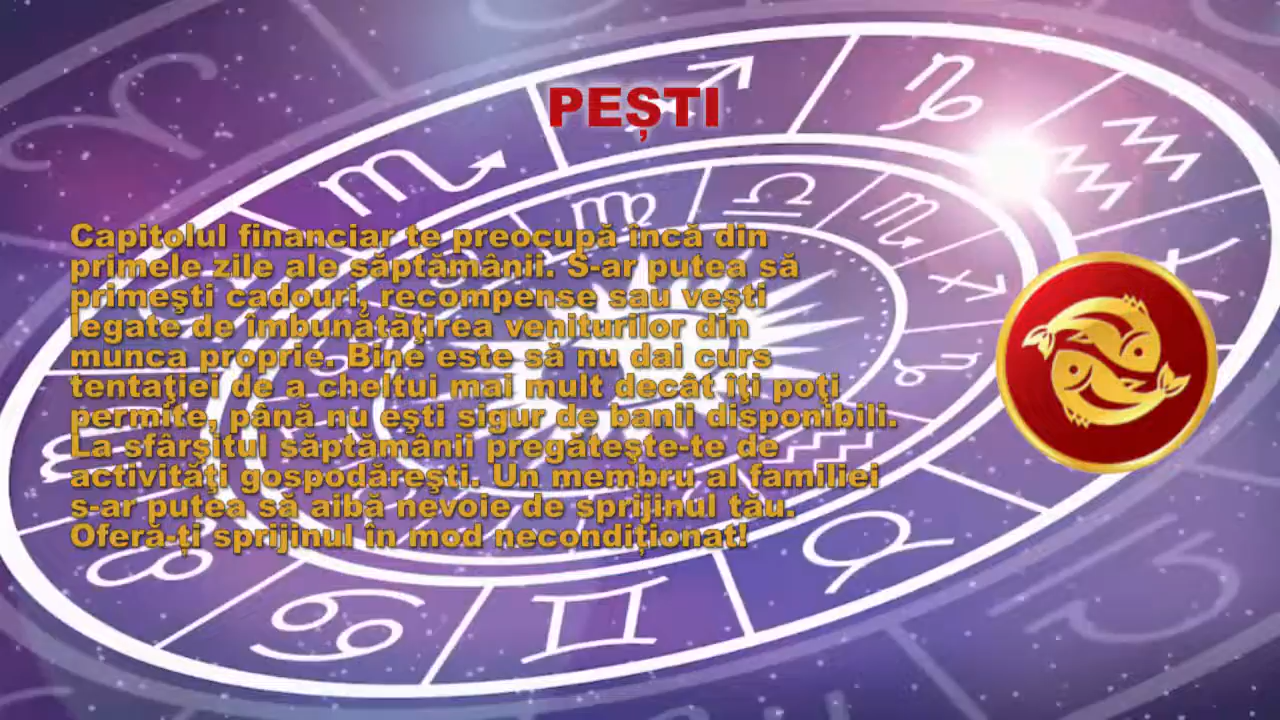 PEȘTI
Capitolul financiar te preocupă încă din
primele zile ale săptămânii. S-ar putea să
primeşti cadouri, recompense sau veşti
legate de îmbunătăţirea veniturilor din
munca proprie. Bine este să nu dai curs
tentaţiei de a cheltui mai mult decât îţi poţi
permite, până nu eşti sigur de banii disponibili.
La sfârşitul săptămânii pregăteşte-te de
activităţi gospodăreşti. Un membru al familiei
s-ar putea să aibă nevoie de sprijinul tău.
Oferă-ți sprijinul în mod necondiționat!